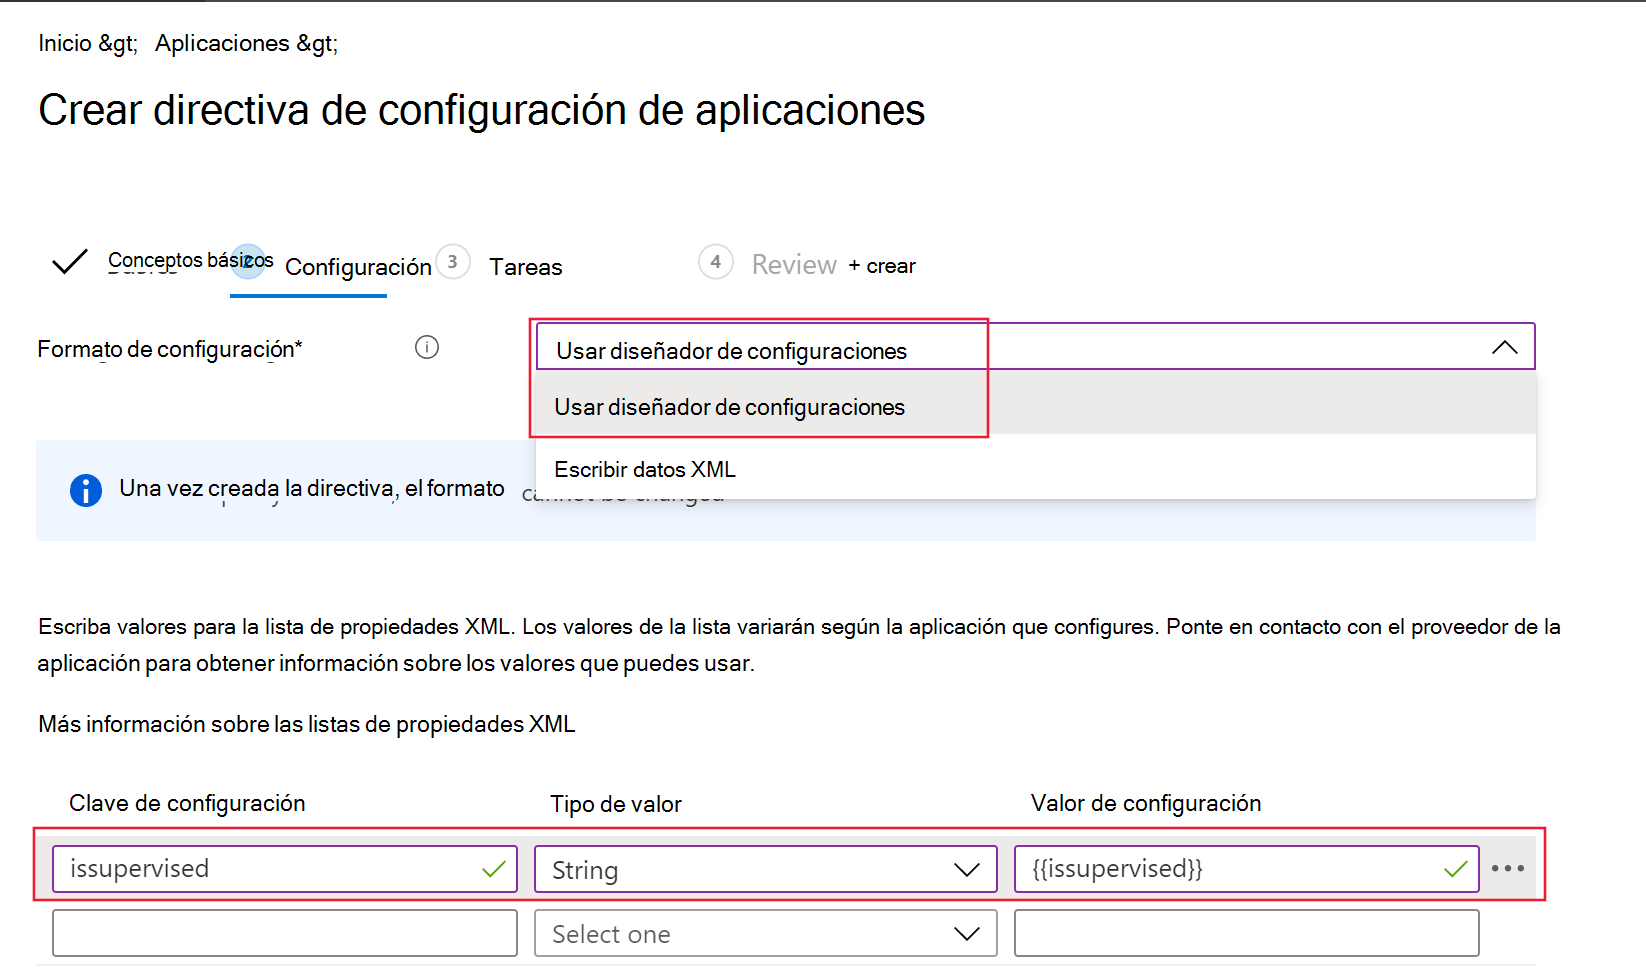 Inicio &gt; Aplicaciones &gt;
Crear directiva de configuración de aplicaciones
Conceptos básicos 2 Configuración 3 Tareas 4 Review + crear
Formato de configuración*
Usar diseñador de configuraciones
Usar diseñador de configuraciones
Escribir datos XML
Una vez creada la directiva, el formato cannot be changed
Escriba valores para la lista de propiedades XML. Los valores de la lista variarán según la aplicación que configures. Ponte en contacto con el proveedor de la
aplicación para obtener información sobre los valores que puedes usar.
Más información sobre las listas de propiedades XML
Clave de configuración Tipo de valor Valor de configuración
issupervised String {{issupervised}}
Select one